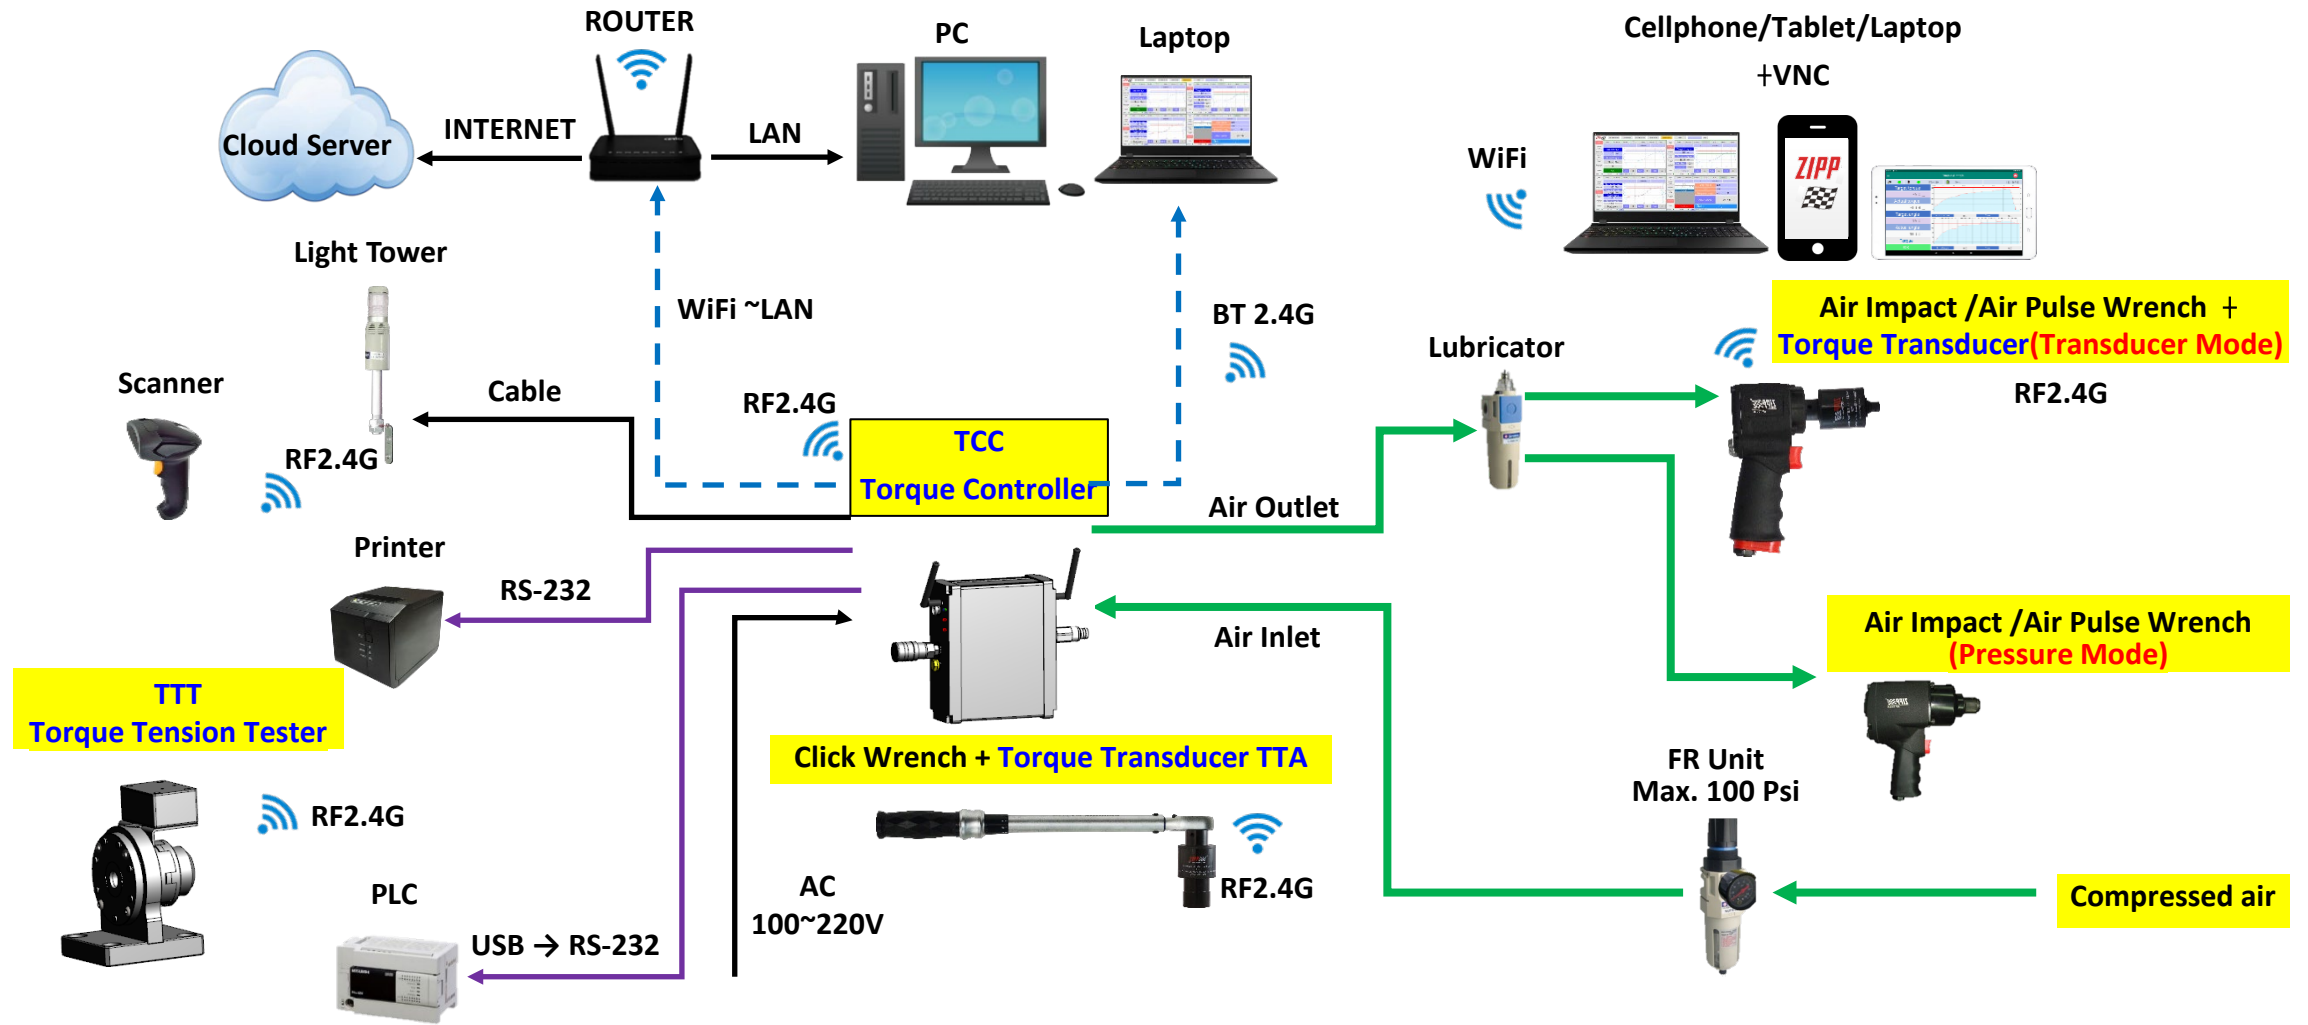 ROUTER
PC
Laptop
Cellphone/Tablet/Laptop
+VNC
Cloud Server
INTERNET
LAN
WiFi
ZIPP
Light Tower
WiFi ~LAN
BT 2.4G
Air Impact /Air Pulse Wrench +
Torque Transducer(Transducer Mode)
RF2.4G
Lubricator
Scanner
Cable
RF2.4G
RF2.4G
TCC
Torque Controller
Air Outlet
Printer
RS-232
Air Inlet
Air Impact /Air Pulse Wrench
(Pressure Mode)
TTT
Torque Tension Tester
Click Wrench + Torque Transducer TTA
FR Unit
Max. 100 Psi
RF2.4G
RF2.4G
AC
100~220V
PLC
USB → RS-232
Compressed air